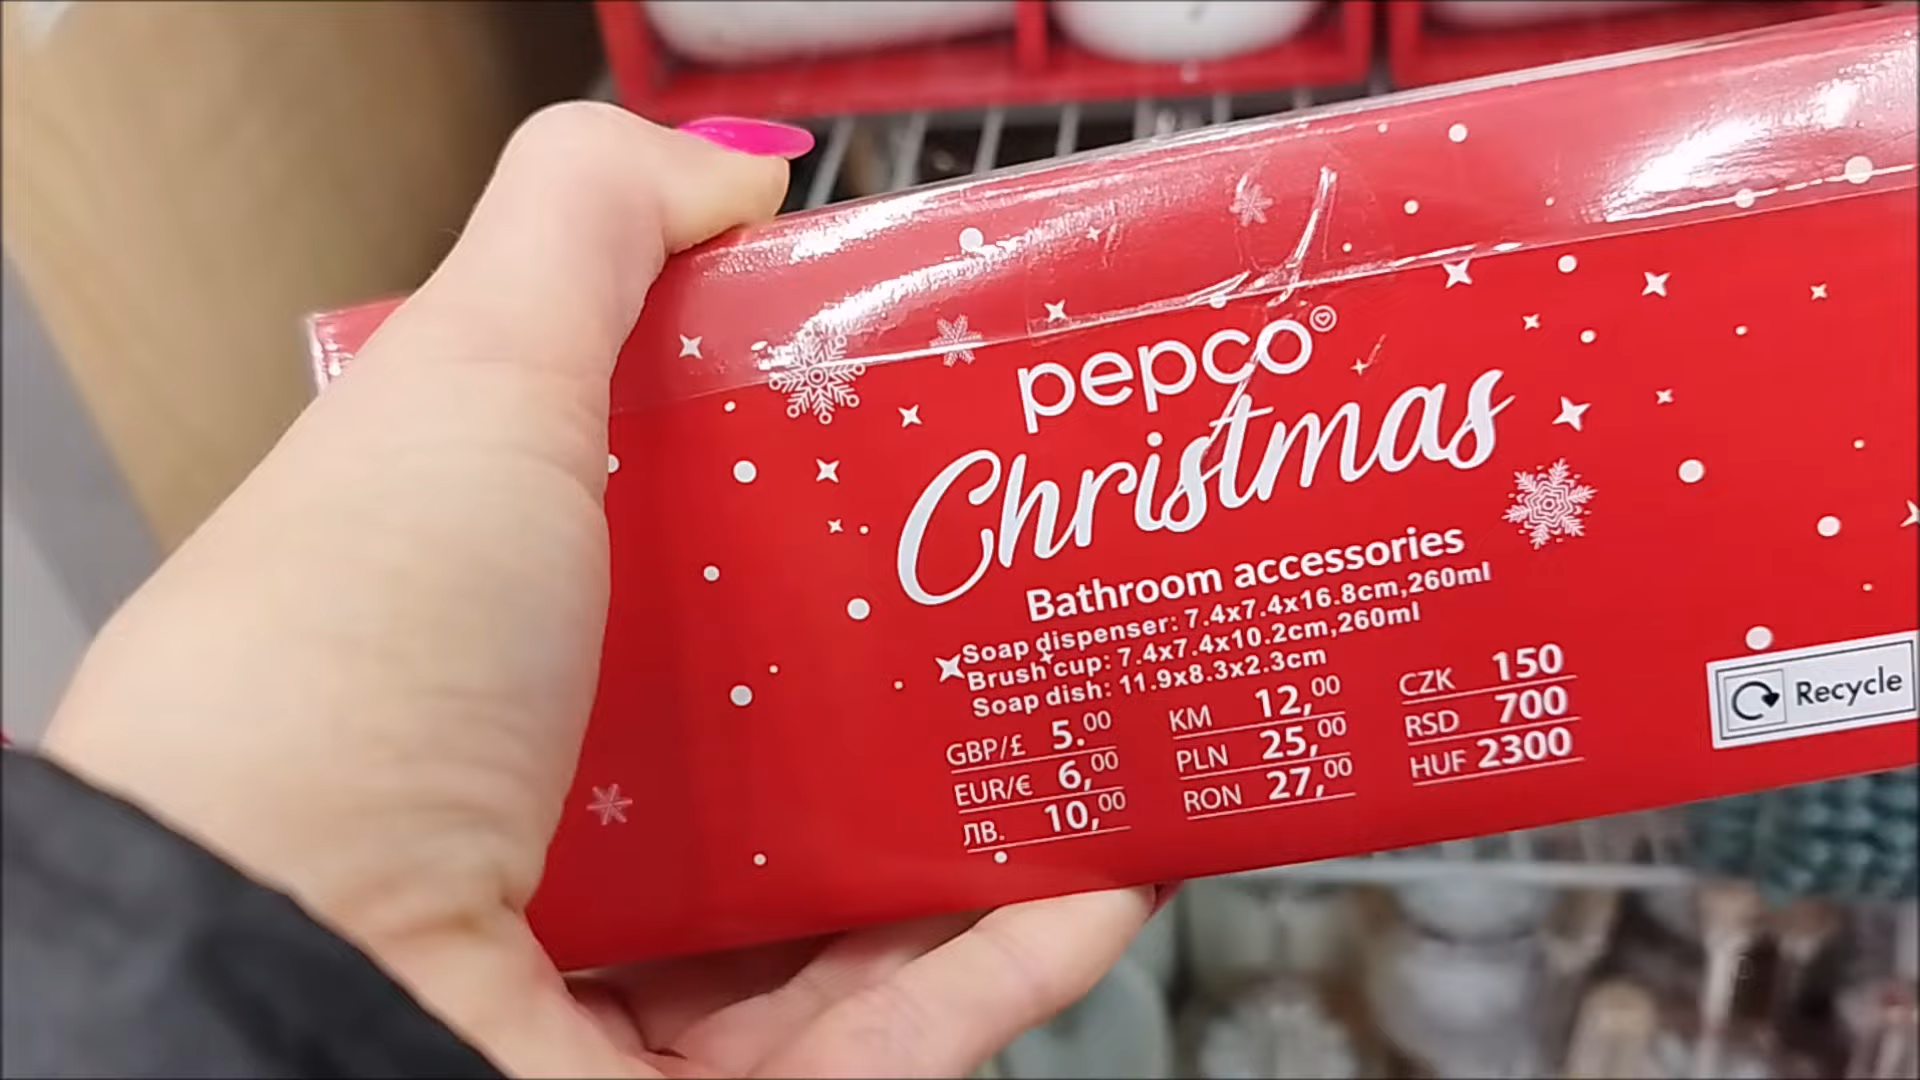 pepco
Christmas
Bathroom accessories
Soap dispenser: 7.4x7.4x16.8cm,260ml
Brush cup: 7.4x7.4x10.2cm,260ml
Soap dish: 11.9x8.3x2.3cm
GBP/£ 5.00
EUR/€ 6,00
ЛВ. 10,00
KM 12,00
PLN 25,00
RON 27,00
CZK 150
RSD 700
HUF 2300
Recycle